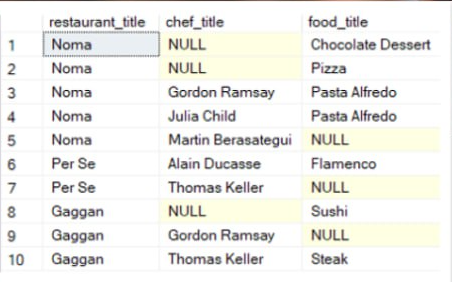 restaurant_title chef_title food_title
1 Noma NULL Chocolate Dessert
2 Noma NULL Pizza
3 Noma Gordon Ramsay Pasta Alfredo
4 Noma Julia Child Pasta Alfredo
5 Noma Martin Berasategui NULL
6 Per Se Alain Ducasse Flamenco
7 Per Se Thomas Keller NULL
8 Gaggan NULL Sushi
9 Gaggan Gordon Ramsay NULL
10 Gaggan Thomas Keller Steak